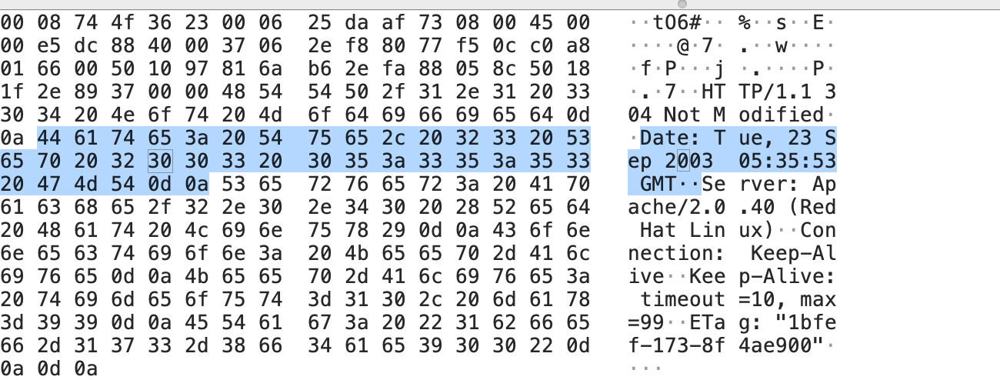 00 08 74 4f 36 23 00 06 25 da af 73 08 00 45 00 ··tO6#·· %··s··E·
00 e5 dc 88 40 00 37 06 2e f8 80 77 f5 0c c0 a8 ····@·7· .··w····
01 66 00 50 10 97 81 6a b6 2e fa 88 05 8c 50 18 ·f·P···j ·.····P·
1f 2e 89 37 00 00 48 54 54 50 2f 31 2e 31 20 33 ·.·7··HT TP/1.1 3
30 34 20 4e 6f 74 20 4d 6f 64 69 66 69 65 64 0d 04 Not M odified·
0a 44 61 74 65 3a 20 54 75 65 2c 20 32 33 20 53 ·Date: T ue, 23 S
65 70 20 32 30 30 33 20 30 35 3a 33 35 3a 35 33 ep 2003  05:35:53
20 47 4d 54 0d 0a 53 65 72 76 65 72 3a 20 41 70  GMT··Se rver: Ap
61 63 68 65 2f 32 2e 30 2e 34 30 20 28 52 65 64 ache/2.0 .40 (Red
20 48 61 74 20 4c 69 6e 75 78 29 0d 0a 43 6f 6e  Hat Lin ux)··Con
6e 65 63 74 69 6f 6e 3a 20 4b 65 65 70 2d 41 6c nection:  Keep-Al
69 76 65 0d 0a 4b 65 65 70 2d 41 6c 69 76 65 3a ive··Kee p-Alive:
20 74 69 6d 65 6f 75 74 3d 31 30 2c 20 6d 61 78  timeout =10, max
3d 39 39 0d 0a 45 54 61 67 3a 20 22 31 62 66 65 =99··ETa g: "1bfe
66 2d 31 37 33 2d 38 66 34 61 65 39 30 30 22 0d f-173-8f 4ae900"·
0a 0d 0a ···